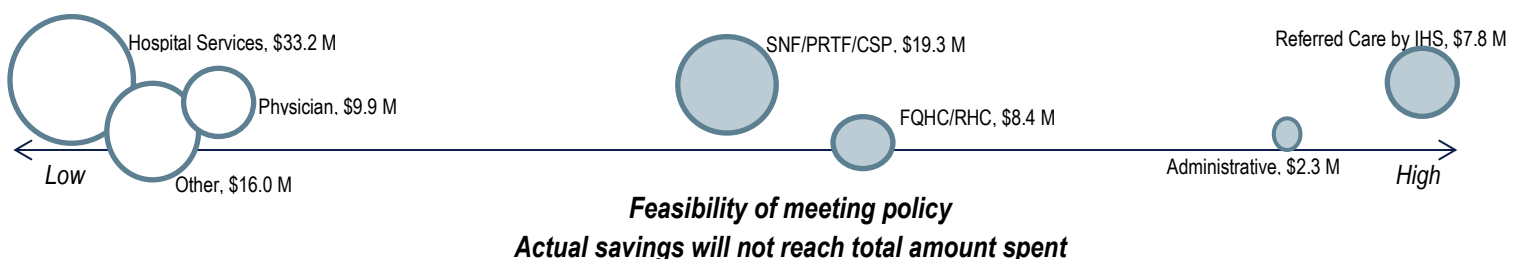 Hospital Services, $33.2 M
SNF/PRTF/CSP, $19.3 M
Referred Care by IHS, $7.8 M
Physician, $9.9 M
FQHC/RHC, $8.4 M
Low
Other, $16.0 M
Administrative, $2.3 M
High
Feasibility of meeting policy
Actual savings will not reach total amount spent